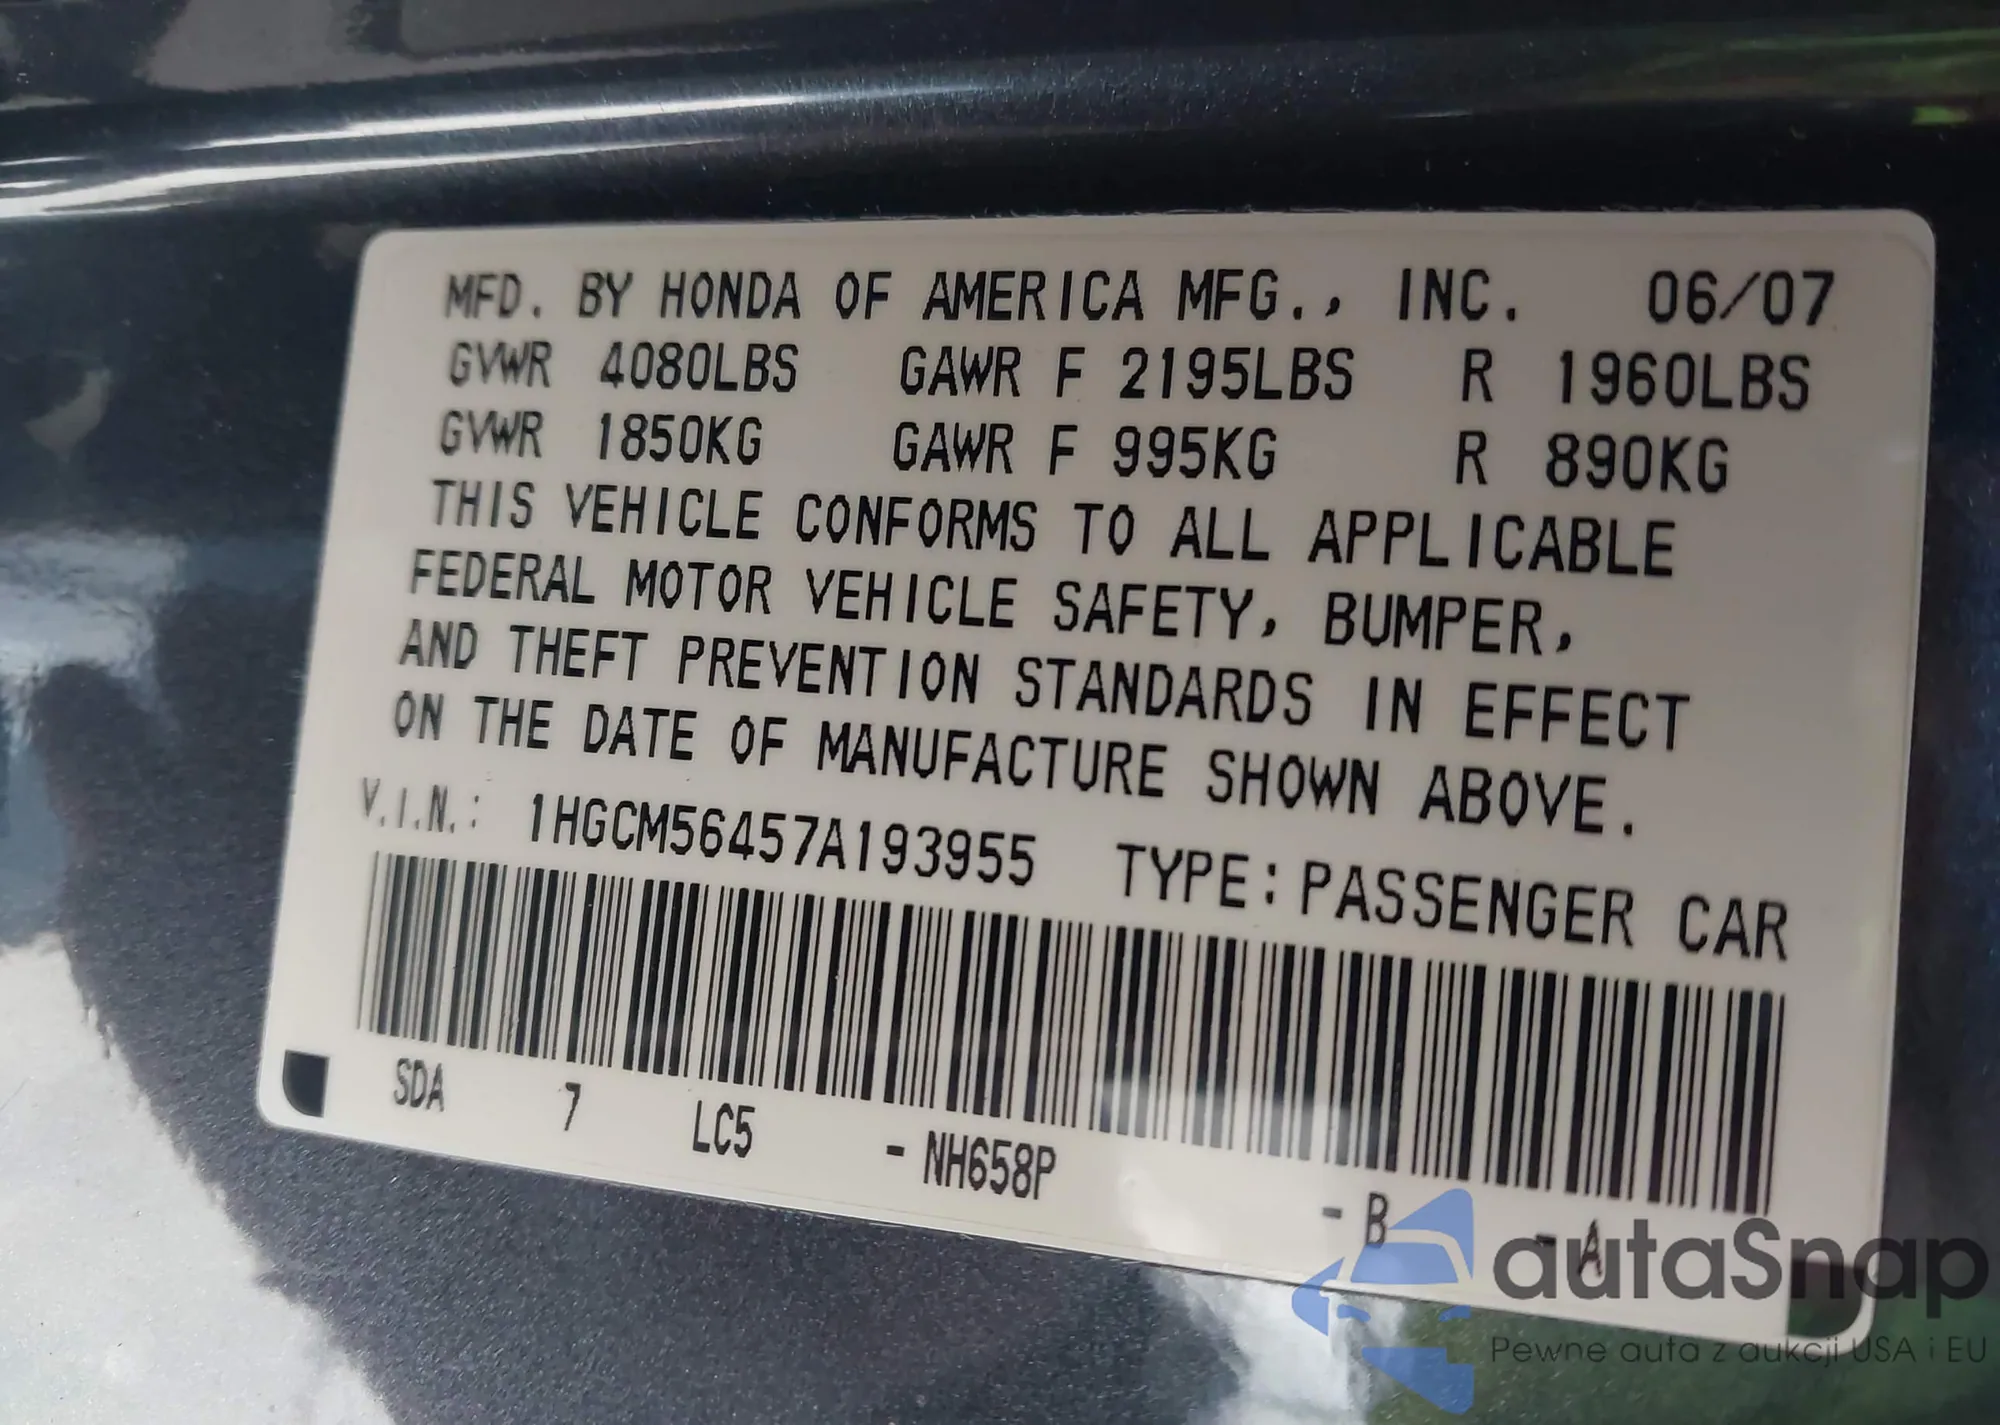 MFD. BY HONDA OF AMERICA MFG., INC. 06/07
GVWR 4080LBS GAWR F 2195LBS R 1960LBS
GVWR 1850KG GAWR F 995KG R 890KG
THIS VEHICLE CONFORMS TO ALL APPLICABLE
FEDERAL MOTOR VEHICLE SAFETY, BUMPER,
AND THEFT PREVENTION STANDARDS IN EFFECT
ON THE DATE OF MANUFACTURE SHOWN ABOVE.
V.I.N.: 1HGCM56457A193955 TYPE: PASSENGER CAR
SDA 7 LC5 - NH658P - B - A
autaSnap
Pewne auta z aukcji USA i EU